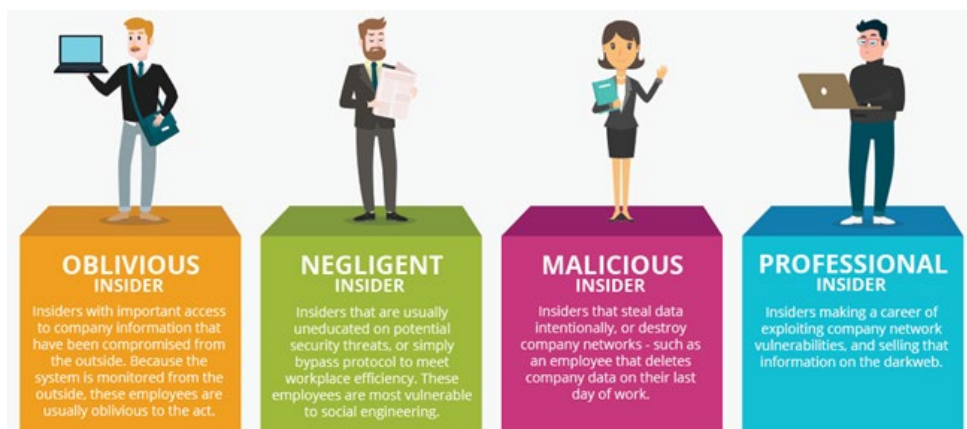 OBLIVIOUS
INSIDER
Insiders with important access
to company information that
have been compromised from
the outside. Because the
system is monitored from the
outside, these employees are
usually oblivious to the act.
NEGLIGENT
INSIDER
Insiders that are usually
uneducated on potential
security threats, or simply
bypass protocol to meet
workplace efficiency. These
employees are most vulnerable
to social engineering.
MALICIOUS
INSIDER
Insiders that steal data
intentionally, or destroy
company networks - such as
an employee that deletes
company data on their last
day of work.
PROFESSIONAL
INSIDER
Insiders making a career of
exploiting company network
vulnerabilities, and selling that
information on the darkweb.